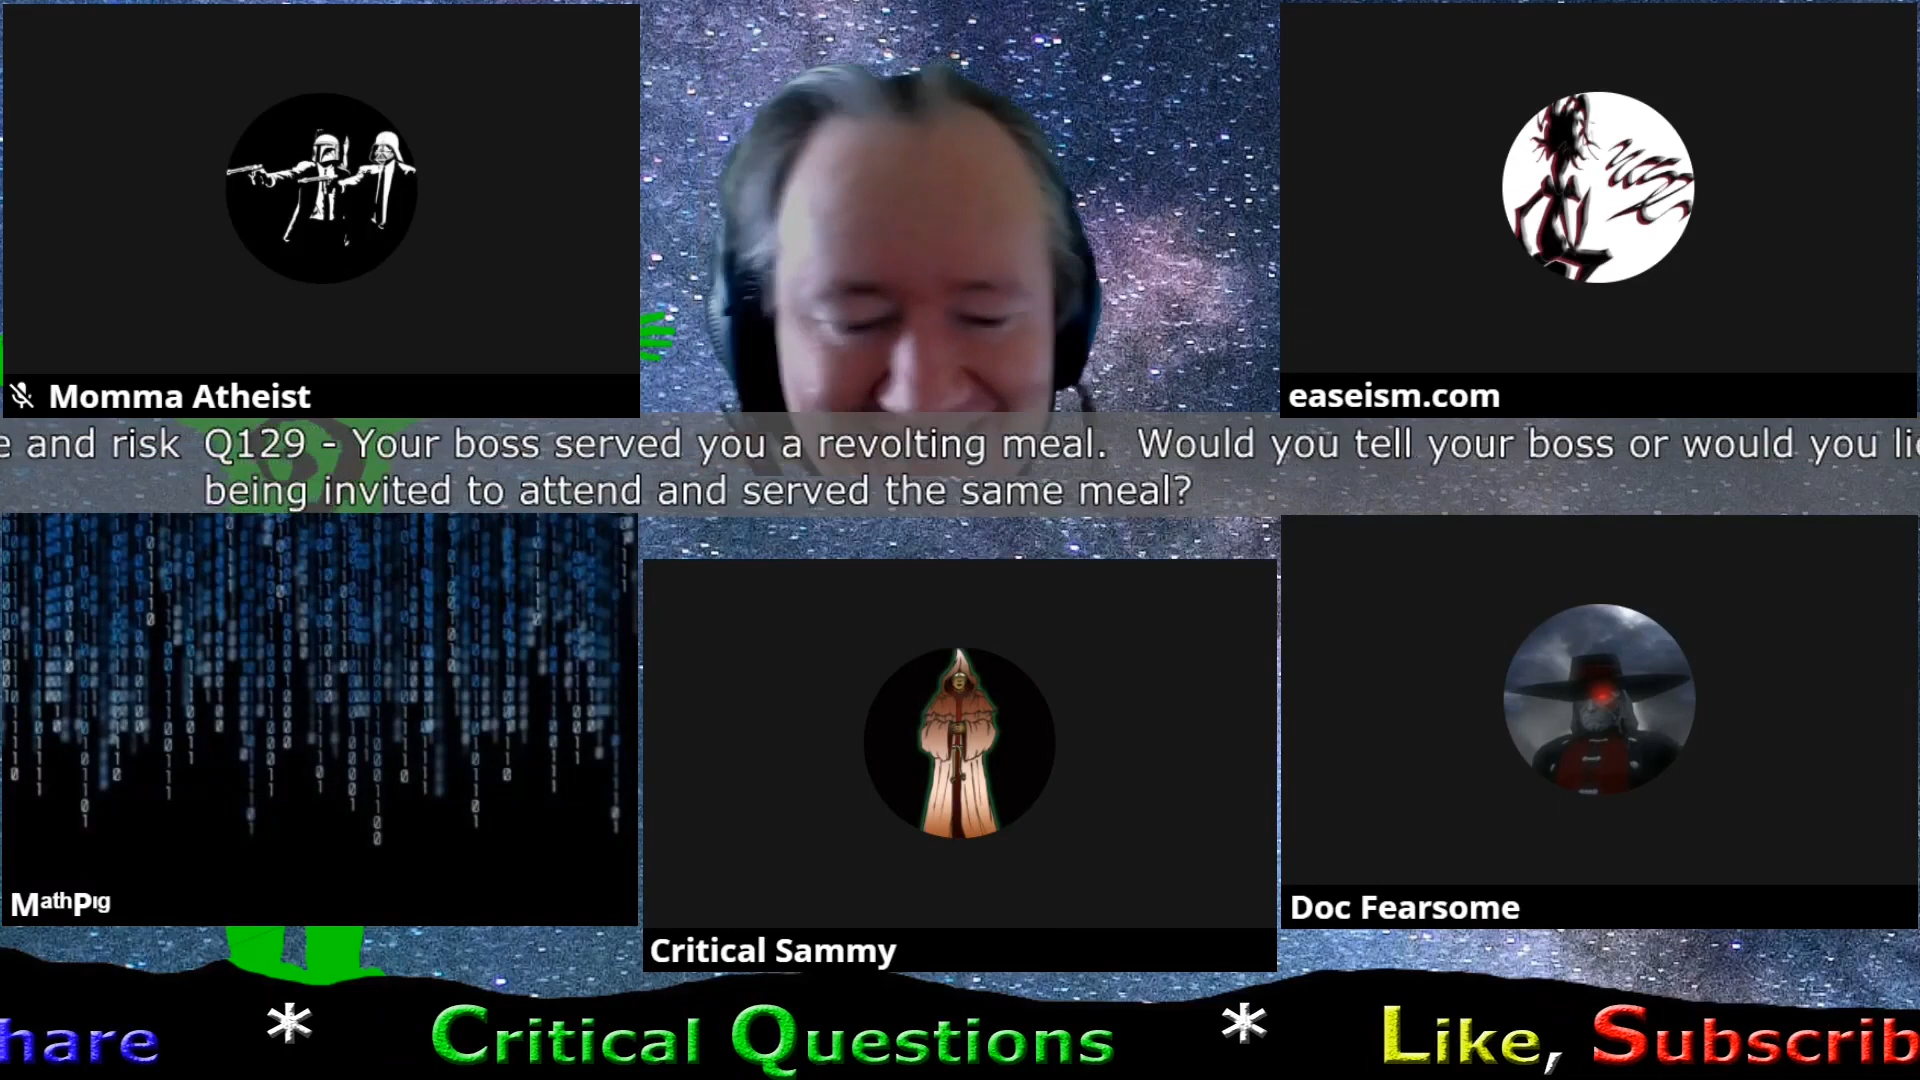 Momma Atheist
easeism.com
e and risk Q129 - Your boss served you a revolting meal. Would you tell your boss or would you lie
being invited to attend and served the same meal?
MathPig
Critical Sammy
Doc Fearsome
hare * Critical Questions * Like, Subscrib